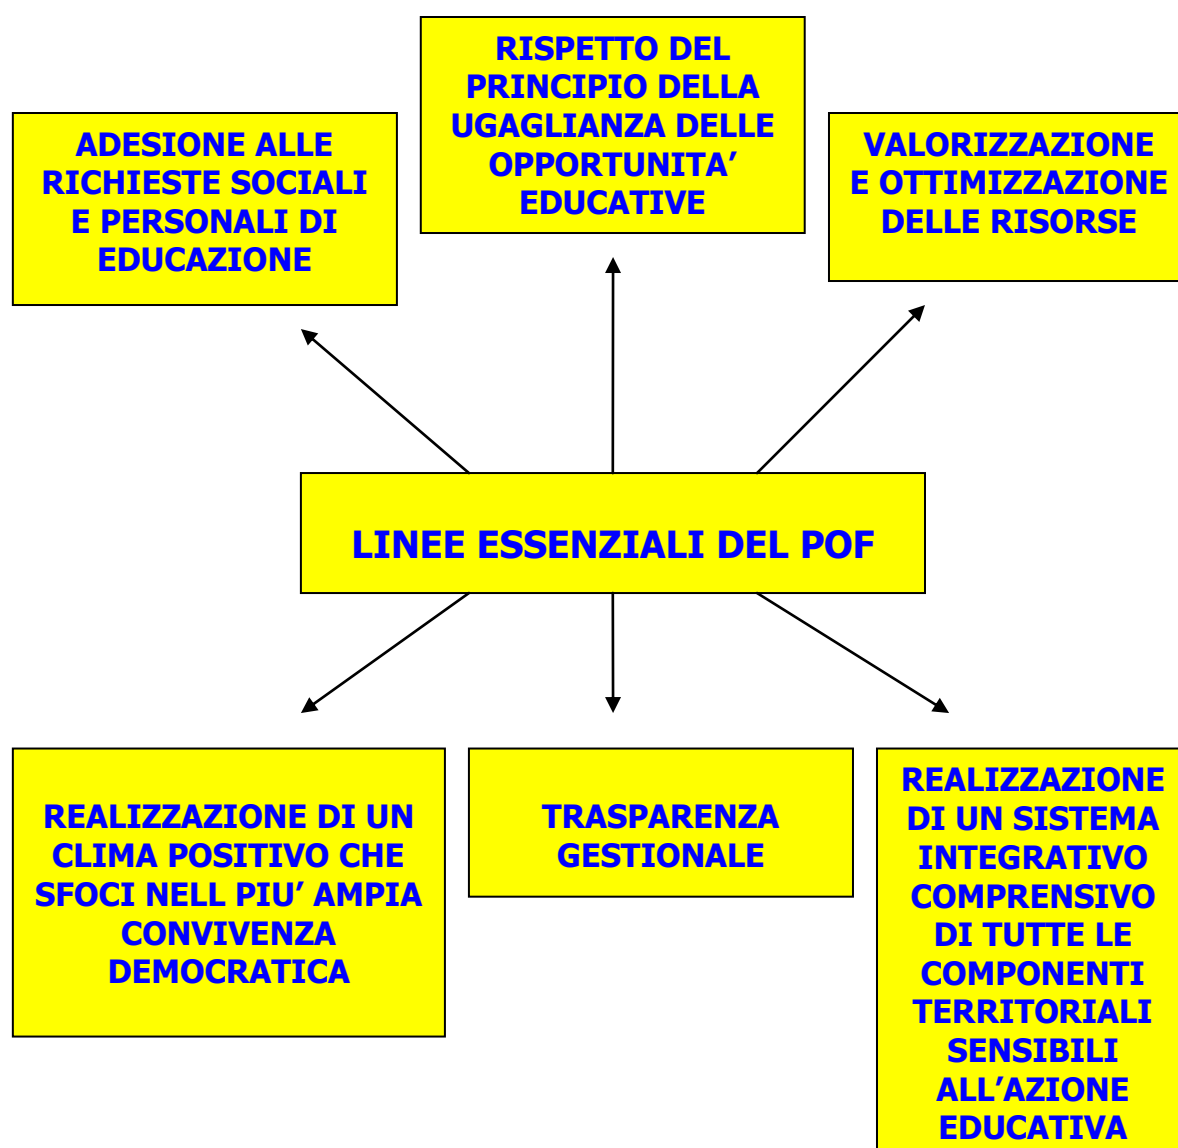 RISPETTO DEL
PRINCIPIO DELLA
UGAGLIANZA DELLE
OPPORTUNITA’
EDUCATIVE
ADESIONE ALLE
RICHIESTE SOCIALI
E PERSONALI DI
EDUCAZIONE
VALORIZZAZIONE
E OTTIMIZZAZIONE
DELLE RISORSE
LINEE ESSENZIALI DEL POF
REALIZZAZIONE DI UN
CLIMA POSITIVO CHE
SFOCI NELL PIU’ AMPIA
CONVIVENZA
DEMOCRATICA
TRASPARENZA
GESTIONALE
REALIZZAZIONE
DI UN SISTEMA
INTEGRATIVO
COMPRENSIVO
DI TUTTE LE
COMPONENTI
TERRITORIALI
SENSIBILI
ALL’AZIONE
EDUCATIVA